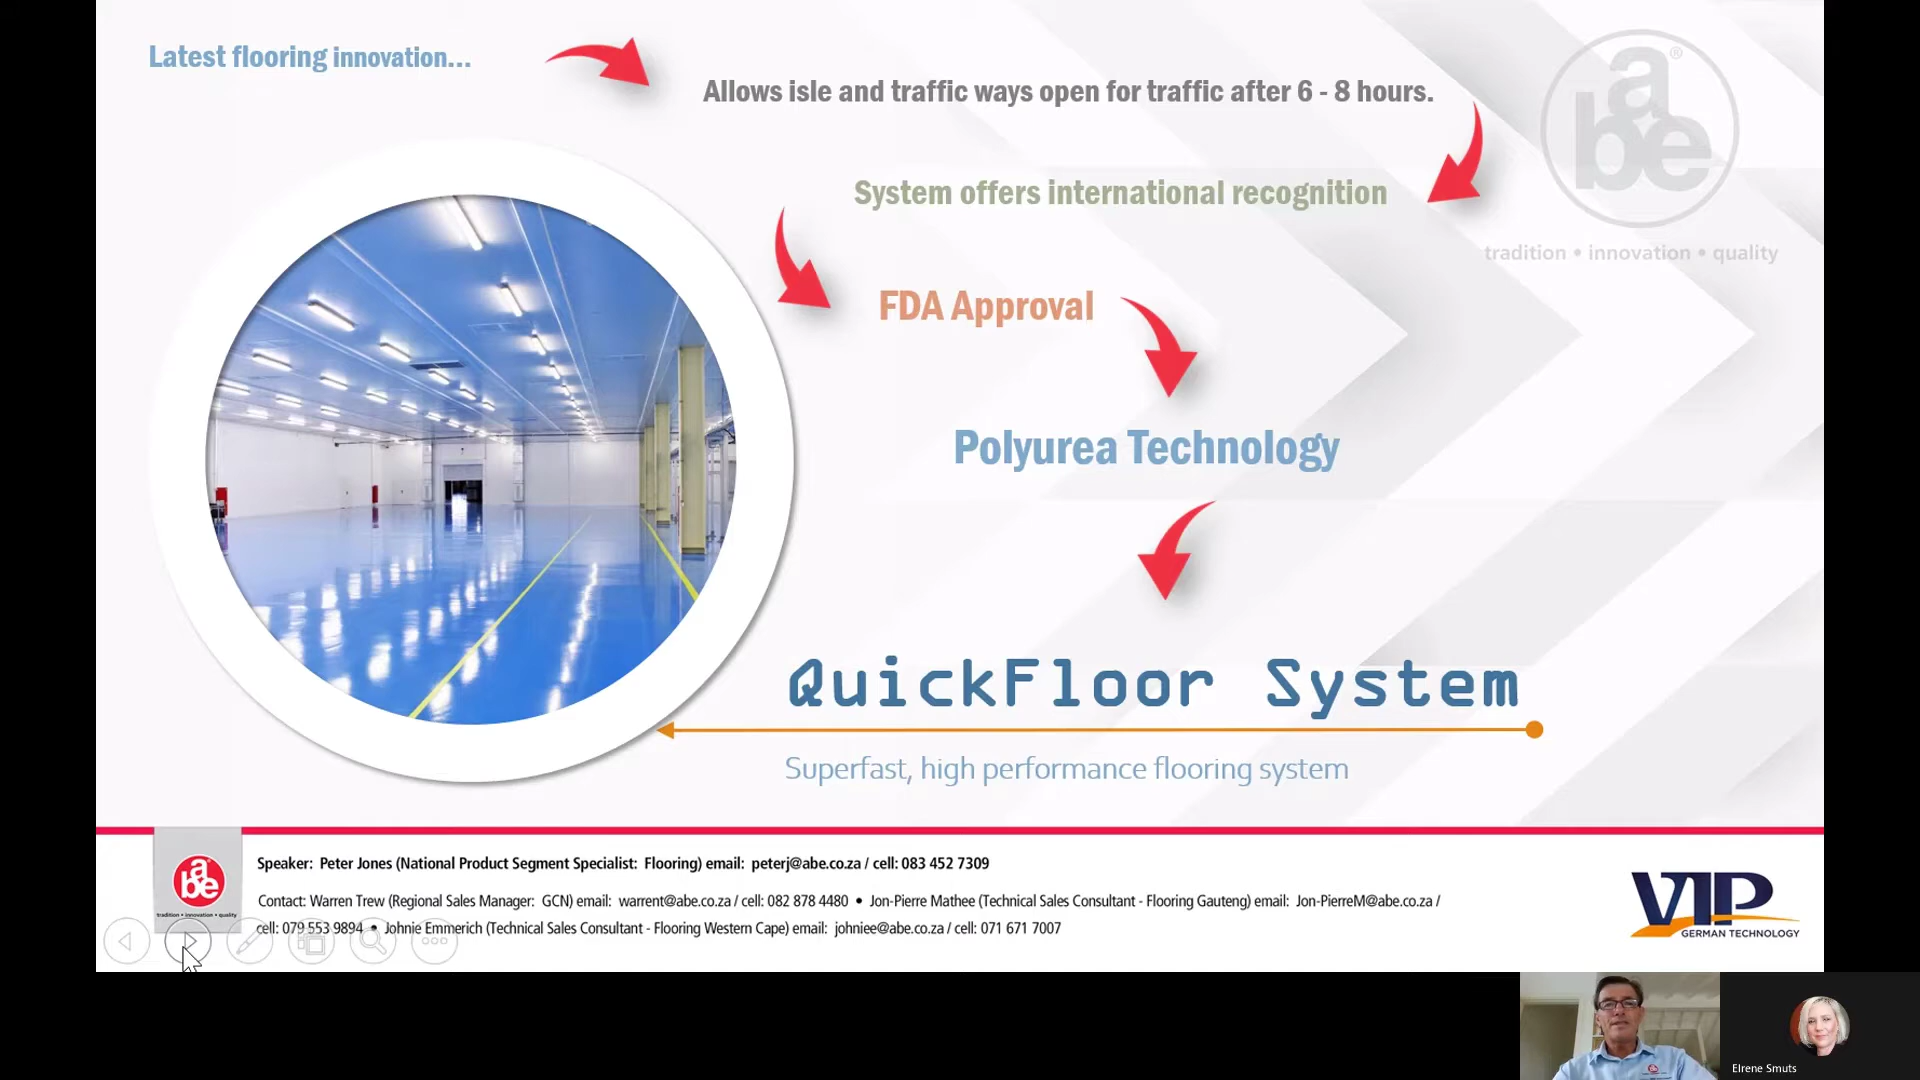 Latest flooring innovation...
Allows isle and traffic ways open for traffic after 6 - 8 hours.
abe®
System offers international recognition
tradition • innovation • quality
FDA Approval
Polyurea Technology
QuickFloor System
Superfast, high performance flooring system
Speaker: Peter Jones (National Product Segment Specialist: Flooring) email: peterj@abe.co.za / cell: 083 452 7309
abe
tradition • innovation • quality
Contact: Warren Trew (Regional Sales Manager: GCN) email: warrent@abe.co.za / cell: 082 878 4480 • Jon-Pierre Mathee (Technical Sales Consultant - Flooring Gauteng) email: Jon-PierreM@abe.co.za /
cell: 079 553 9894 • Johnie Emmerich (Technical Sales Consultant - Flooring Western Cape) email: johniee@abe.co.za / cell: 071 671 7007
VIP
GERMAN TECHNOLOGY
Elrene Smuts